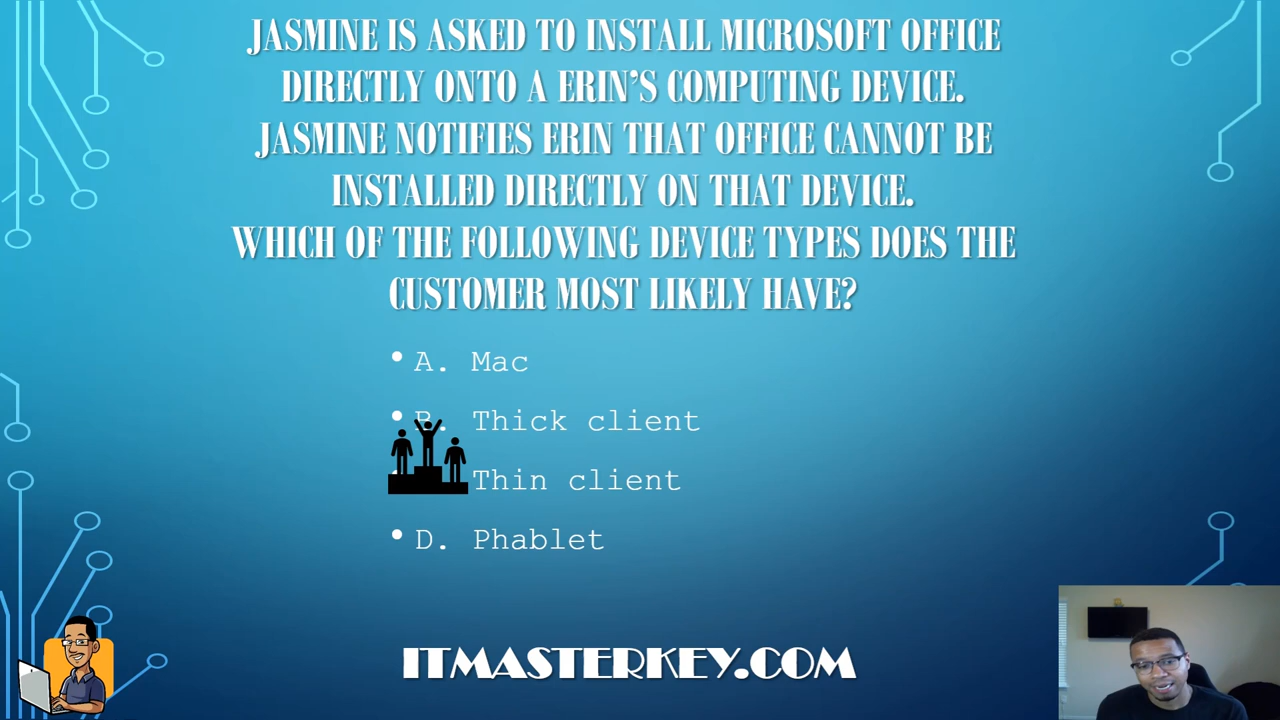 JASMINE IS ASKED TO INSTALL MICROSOFT OFFICE
DIRECTLY ONTO A ERIN'S COMPUTING DEVICE.
JASMINE NOTIFIES ERIN THAT OFFICE CANNOT BE
INSTALLED DIRECTLY ON THAT DEVICE.
WHICH OF THE FOLLOWING DEVICE TYPES DOES THE
CUSTOMER MOST LIKELY HAVE?
• A. Mac
• B. Thick client
Thin client
• D. Phablet
ITMASTERKEY.COM